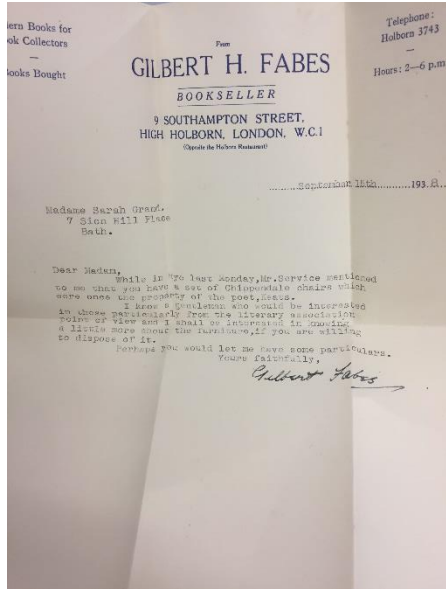 ern Books for
ok Collectors
—
ooks Bought
From
GILBERT H. FABES
BOOKSELLER
9 SOUTHAMPTON STREET,
HIGH HOLBORN, LONDON, W.C.1
(Opposite the Holborn Restaurant)
Telephone:
Holborn 3743
—
Hours: 2—6 p.m
September 15th 1938.
Madame Sarah Grand.
7 Sion Hill Place
Bath.
Dear Madam,
While in Rye last Monday,Mr.Service mentioned
to me that you have a set of Chippendale chairs which
were once the property of the poet,Keats.
I know a gentleman who would be interested
in these particularly from the literary association
point of view and I shall be interested in knowing
a little more about the furniture,if you are willing
to dispose of it.
Perhaps you would let me have some particulars.
Yours faithfully,
Gilbert Fabes